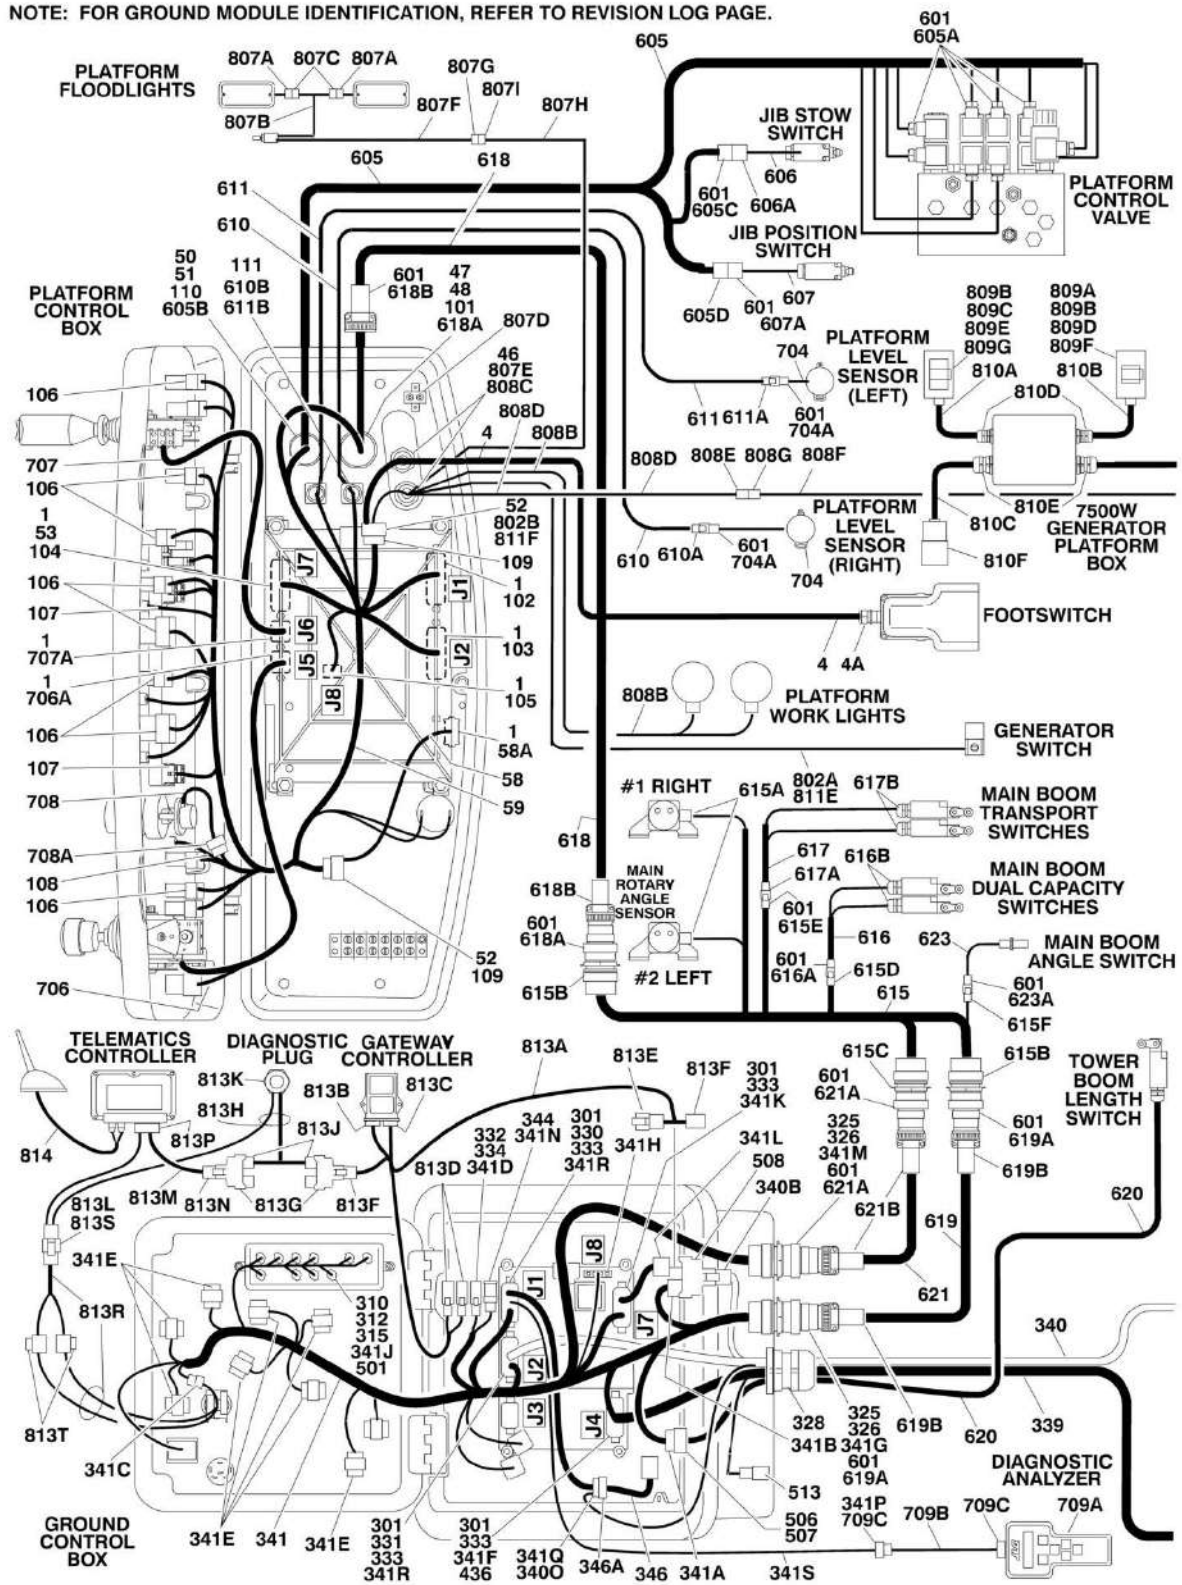 NOTE: FOR GROUND MODULE IDENTIFICATION, REFER TO REVISION LOG PAGE.
601
605A
605
PLATFORM
FLOODLIGHTS
807A
807C
807A
807B
807F
807G
807I
807H
JIB STOW
SWITCH
606
601
605C
606A
PLATFORM
CONTROL
VALVE
605
618
611
610
JIB POSITION
SWITCH
607
605D
601
607A
50
51
110
605B
111
610B
611B
601
618B
47
48
101
618A
807D
PLATFORM
CONTROL
BOX
46
807E
808C
808D
4
808B
PLATFORM
LEVEL
SENSOR
(LEFT)
704
611
611A
601
704A
809B
809C
809E
809G
810A
809A
809B
809D
809F
810B
810D
106
707
106
1
53
104
106
107
1
707A
1
706A
106
107
708
708A
108
106
706
808D
808E
808G
808F
810C
810E
810F
7500W
GENERATOR
PLATFORM
BOX
PLATFORM
LEVEL
SENSOR
(RIGHT)
610
610A
601
704A
704
52
802B
811F
109
1
102
1
103
1
105
1
58A
58
59
J7
J1
J6
J5
J2
J8
FOOTSWITCH
4
4A
808B
PLATFORM
WORK LIGHTS
GENERATOR
SWITCH
802A
811E
#1 RIGHT
615A
617B
MAIN BOOM
TRANSPORT
SWITCHES
618
617
617A
616B
MAIN BOOM
DUAL CAPACITY
SWITCHES
618B
MAIN
ROTARY
ANGLE
SENSOR
601
615E
601
618A
616
623
MAIN BOOM
ANGLE SWITCH
601
616A
615D
#2 LEFT
615B
52
109
615
601
623A
615F
TELEMATICS
CONTROLLER
DIAGNOSTIC
PLUG
GATEWAY
CONTROLLER
813A
813E
813F
813K
813B
813C
813H
813P
813J
814
813M
813N
813G
813F
813D
332
334
341D
344
341N
301
330
333
341R
341H
301
333
341K
341L
508
340B
615C
615B
601
621A
325
326
341M
601
621A
621B
601
619A
619B
TOWER
BOOM
LENGTH
SWITCH
620
619
621
813L
813S
341E
813R
310
312
315
341J
501
J1
J8
J7
J2
J3
J4
340
813T
341C
328
341B
325
326
341G
601
619A
619B
620
339
DIAGNOSTIC
ANALYZER
GROUND
CONTROL
BOX
341E
341
341E
301
331
333
341R
301
333
341F
436
341Q
340O
346A
346
341A
341S
506
507
513
341P
709C
709B
709C
709A
JLG